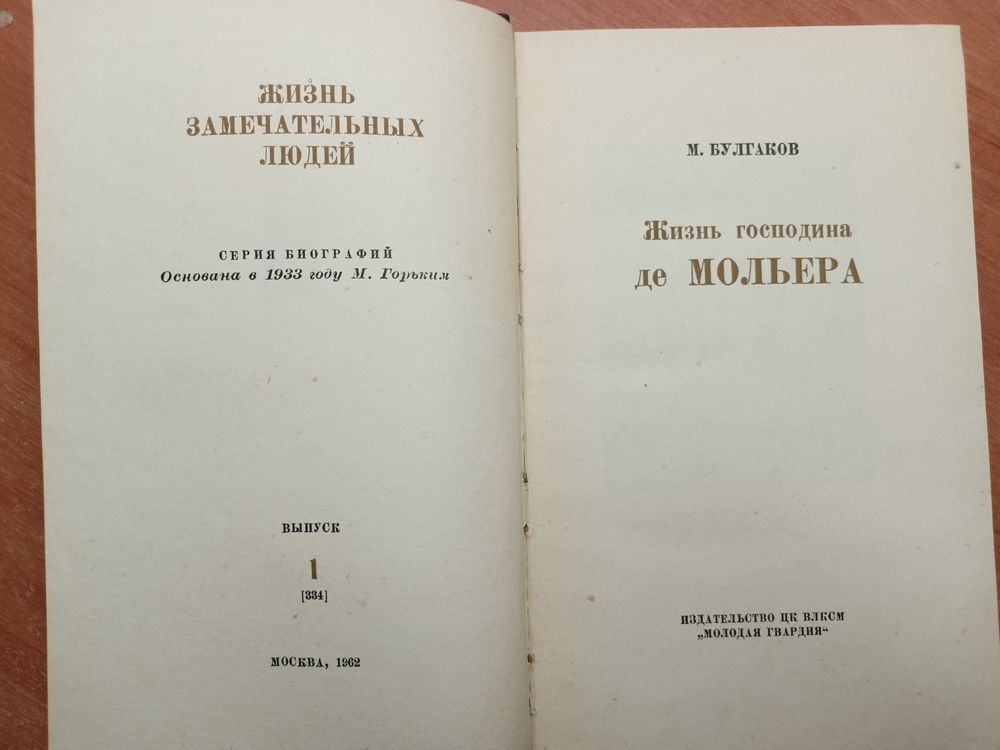 ЖИЗНЬ
ЗАМЕЧАТЕЛЬНЫХ
ЛЮДЕЙ
СЕРИЯ БИОГРАФИЙ
Основана в 1933 году М. Горьким
ВЫПУСК
1
[334]
МОСКВА, 1962
М. БУЛГАКОВ
Жизнь господина
де МОЛЬЕРА
ИЗДАТЕЛЬСТВО ЦК ВЛКСМ
„МОЛОДАЯ ГВАРДИЯ“